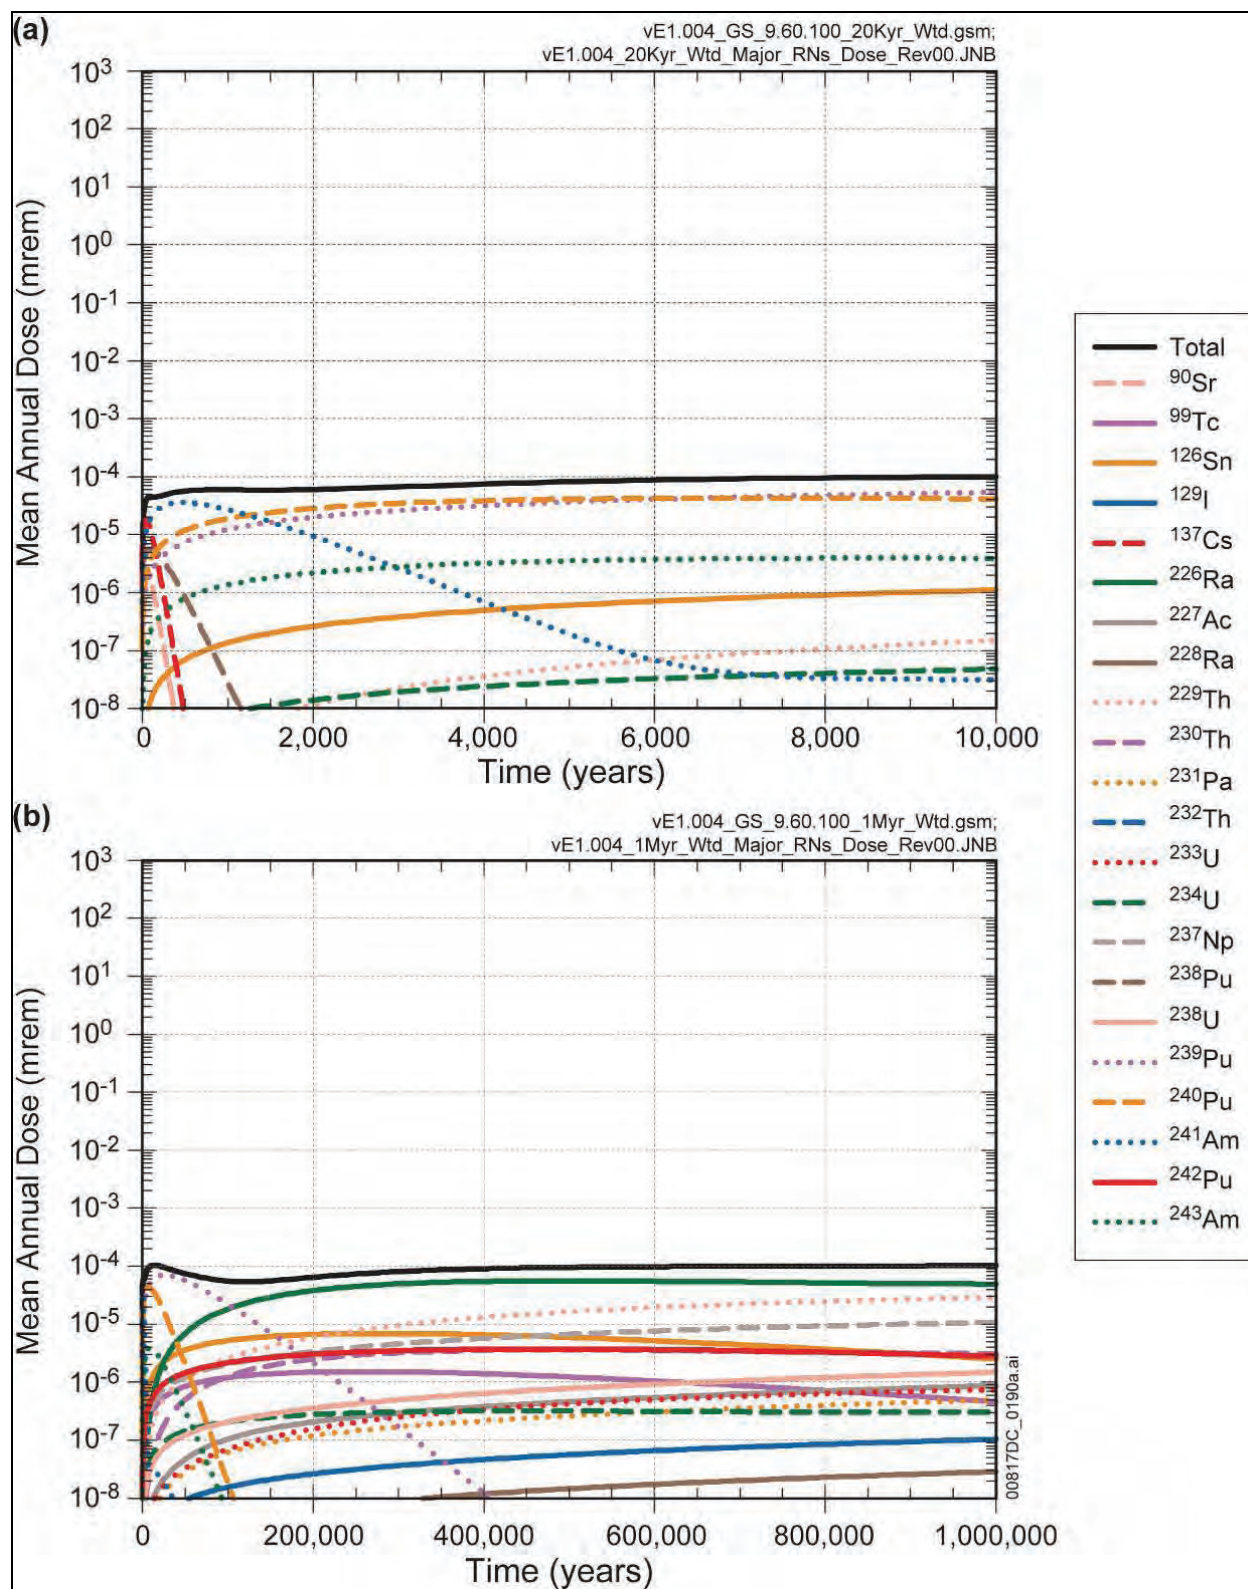 (a)
vE1.004_GS_9.60.100_20Kyr_Wtd.gsm;
vE1.004_20Kyr_Wtd_Major_RNs_Dose_Rev00.JNB
Mean Annual Dose (mrem)
10³
10²
10¹
10⁰
10⁻¹
10⁻²
10⁻³
10⁻⁴
10⁻⁵
10⁻⁶
10⁻⁷
10⁻⁸
0 2,000 4,000 6,000 8,000 10,000
Time (years)
(b)
vE1.004_GS_9.60.100_1Myr_Wtd.gsm;
vE1.004_1Myr_Wtd_Major_RNs_Dose_Rev00.JNB
Mean Annual Dose (mrem)
10³
10²
10¹
10⁰
10⁻¹
10⁻²
10⁻³
10⁻⁴
10⁻⁵
10⁻⁶
10⁻⁷
10⁻⁸
0 200,000 400,000 600,000 800,000 1,000,000
Time (years)
00817DC_0190a.ai
Total
⁹⁰Sr
⁹⁹Tc
¹²⁶Sn
¹²⁹I
¹³⁷Cs
²²⁶Ra
²²⁷Ac
²²⁸Ra
²²⁹Th
²³⁰Th
²³¹Pa
²³²Th
²³³U
²³⁴U
²³⁷Np
²³⁸Pu
²³⁸U
²³⁹Pu
²⁴⁰Pu
²⁴¹Am
²⁴²Pu
²⁴³Am